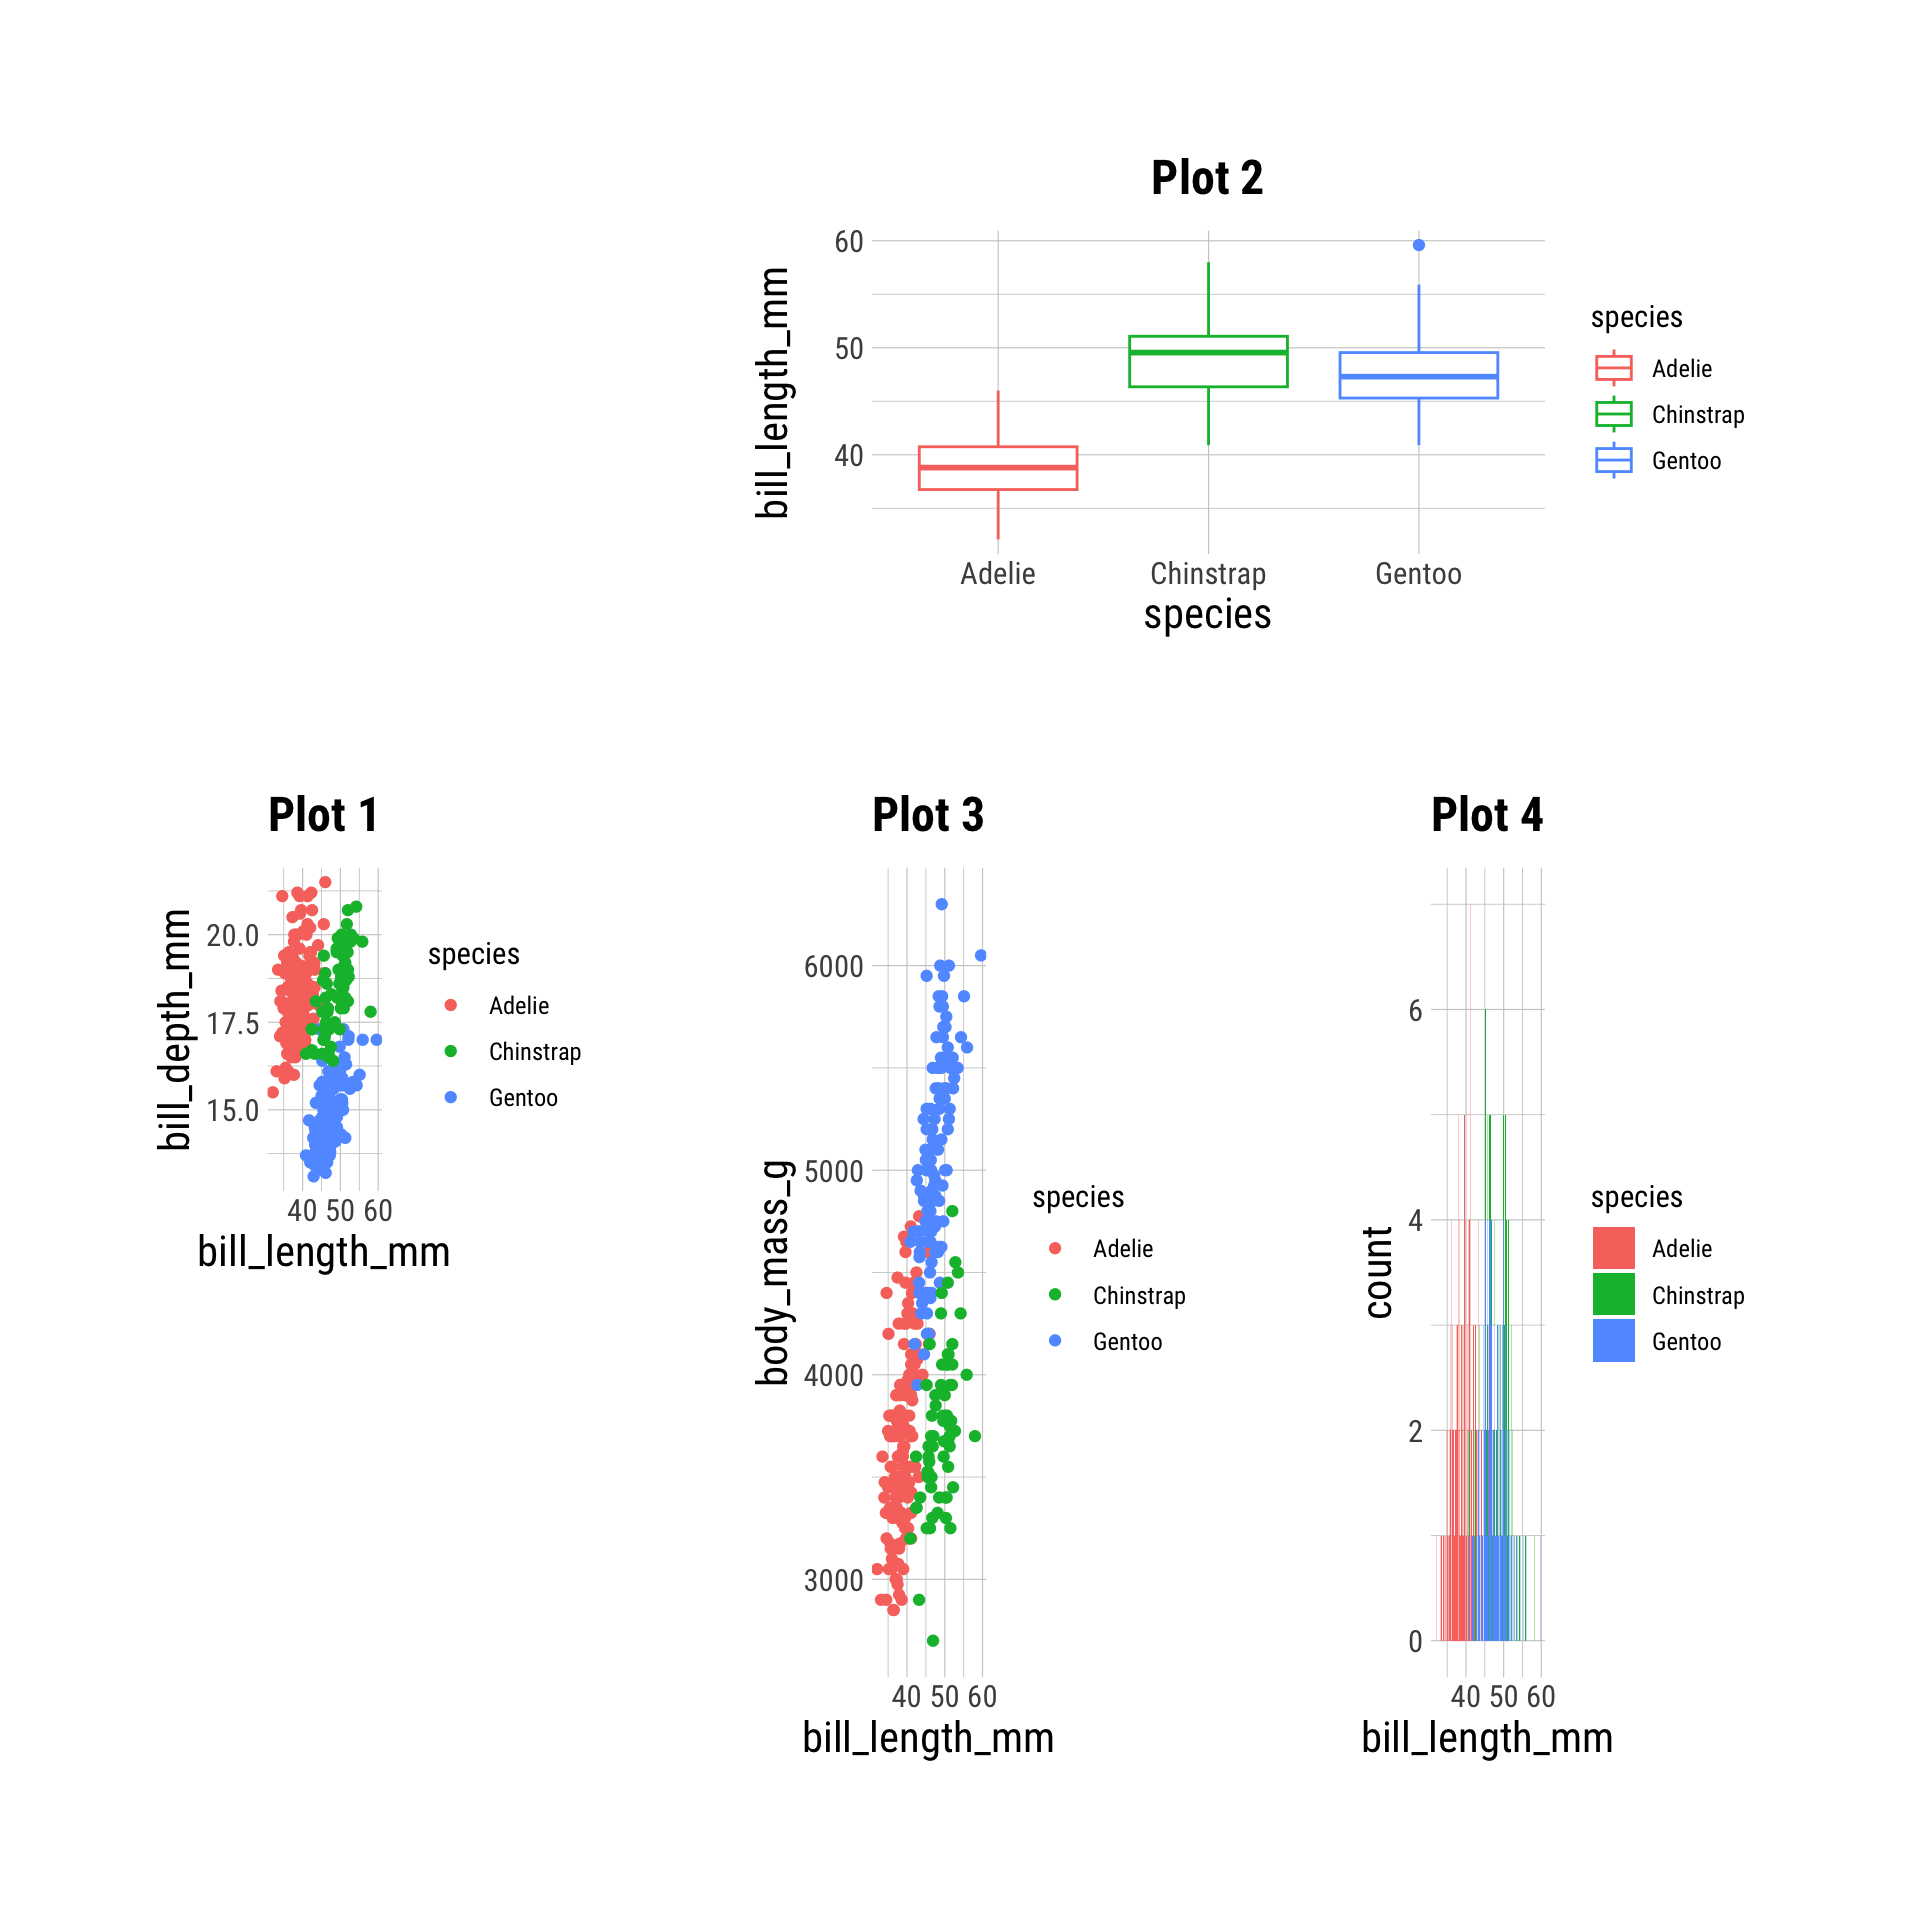 Plot 2
bill_length_mm
60
50
40
Adelie Chinstrap Gentoo
species
species
Adelie
Chinstrap
Gentoo
Plot 1
bill_depth_mm
20.0
17.5
15.0
40 50 60
bill_length_mm
species
Adelie
Chinstrap
Gentoo
Plot 3
body_mass_g
6000
5000
4000
3000
40 50 60
bill_length_mm
species
Adelie
Chinstrap
Gentoo
Plot 4
count
6
4
2
0
40 50 60
bill_length_mm
species
Adelie
Chinstrap
Gentoo